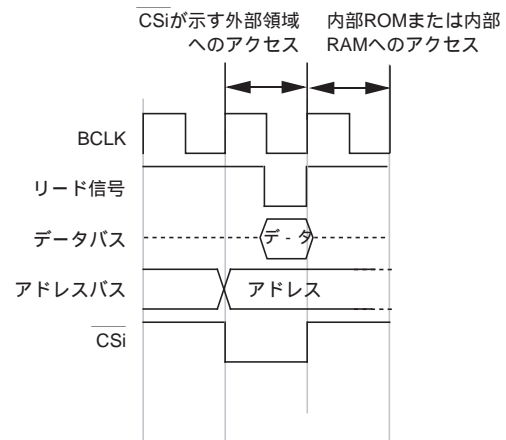 CSiが示す外部領域
へのアクセス
内部ROMまたは内部
RAMへのアクセス
BCLK
リード信号
データバス
デ - タ
アドレスバス
アドレス
CSi